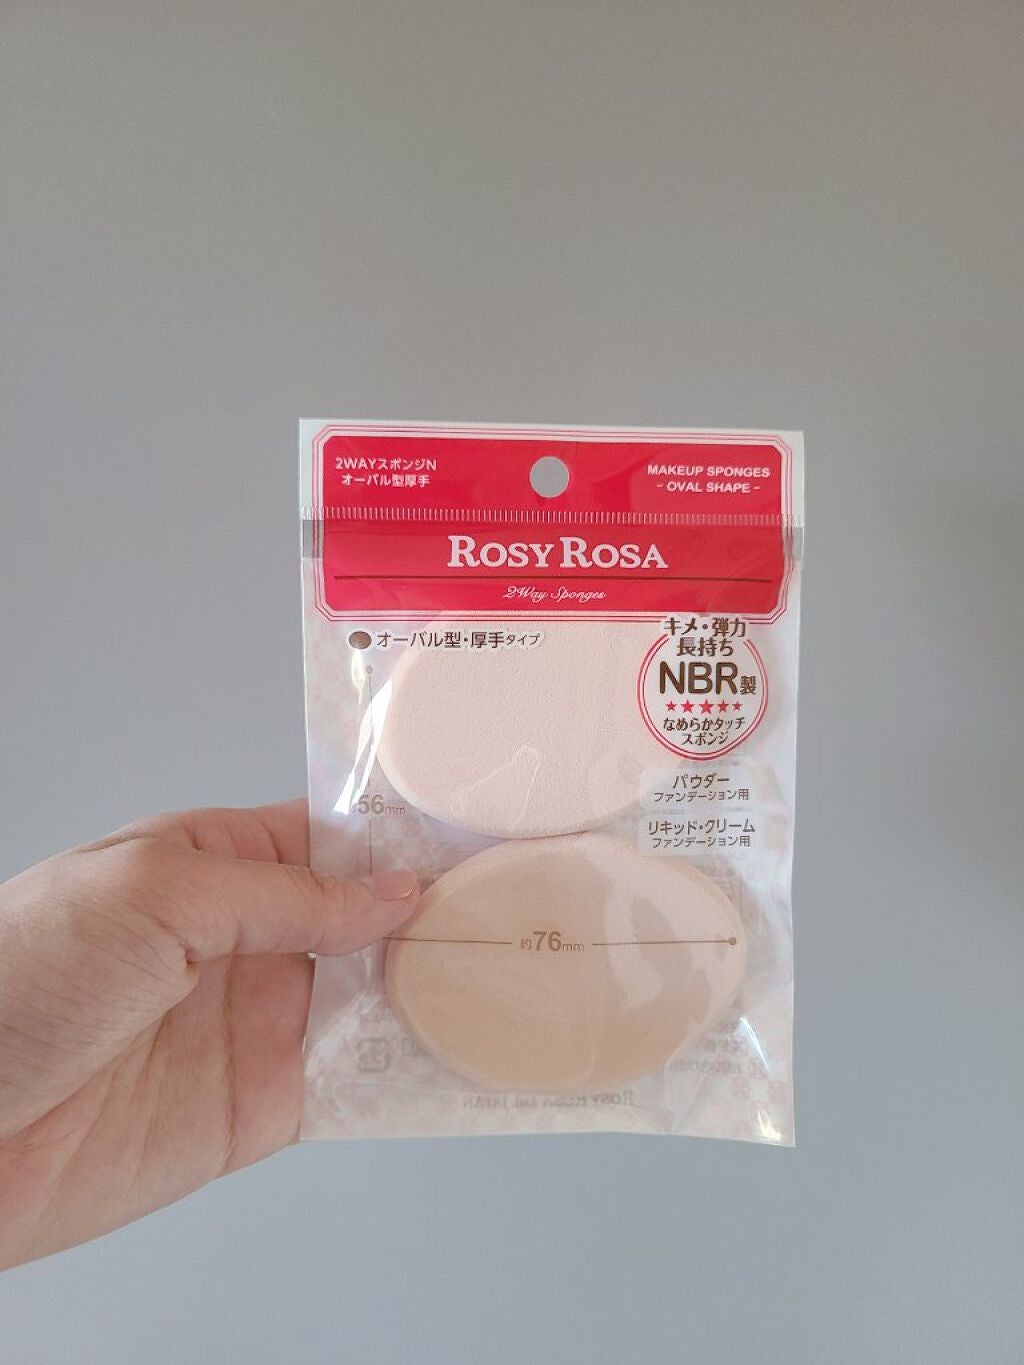 2WAYスポンジN
オーバル型厚手
MAKEUP SPONGES
- OVAL SHAPE -
ROSY ROSA
2Way Sponges
オーバル型・厚手タイプ
キメ・弾力
長持ち
NBR製
★★★★★
なめらかタッチ
スポンジ
パウダー
ファンデーション用
リキッド・クリーム
ファンデーション用
56mm
約76mm